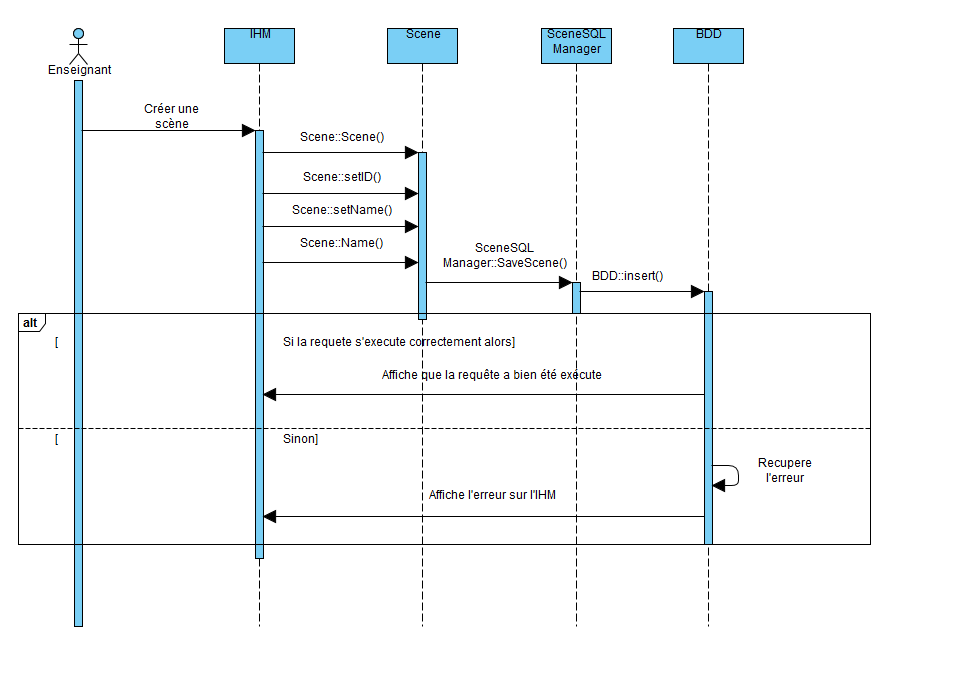 IHM
Scene
SceneSQL
Manager
BDD
Enseignant
Créer une
scène
Scene::Scene()
Scene::setID()
Scene::setName()
Scene::Name()
SceneSQL
Manager::SaveScene()
BDD::insert()
alt
[ Si la requete s'execute correctement alors]
Affiche que la requête a bien été exécute
[ Sinon]
Recupere
l'erreur
Affiche l'erreur sur l'IHM